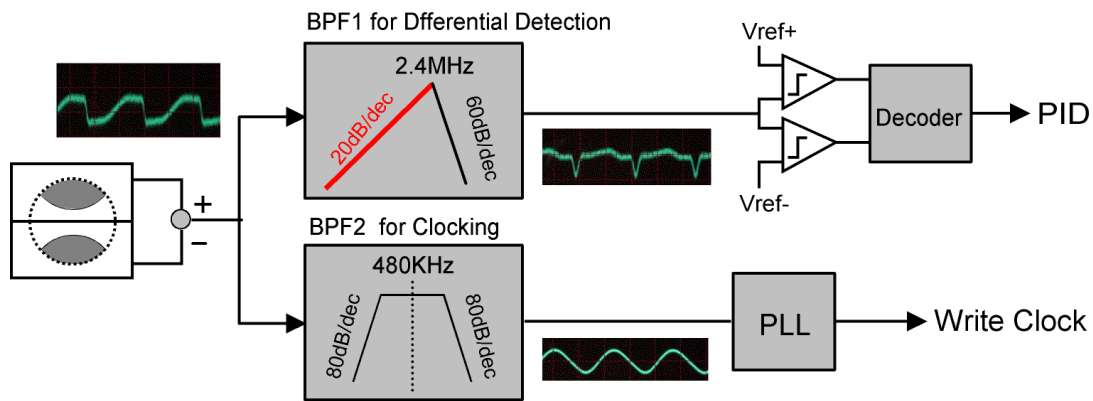 BPF1 for Dfferential Detection
2.4MHz
20dB/dec
60dB/dec
Vref+
Vref-
Decoder
PID
+
−
BPF2 for Clocking
480KHz
80dB/dec
80dB/dec
PLL
Write Clock